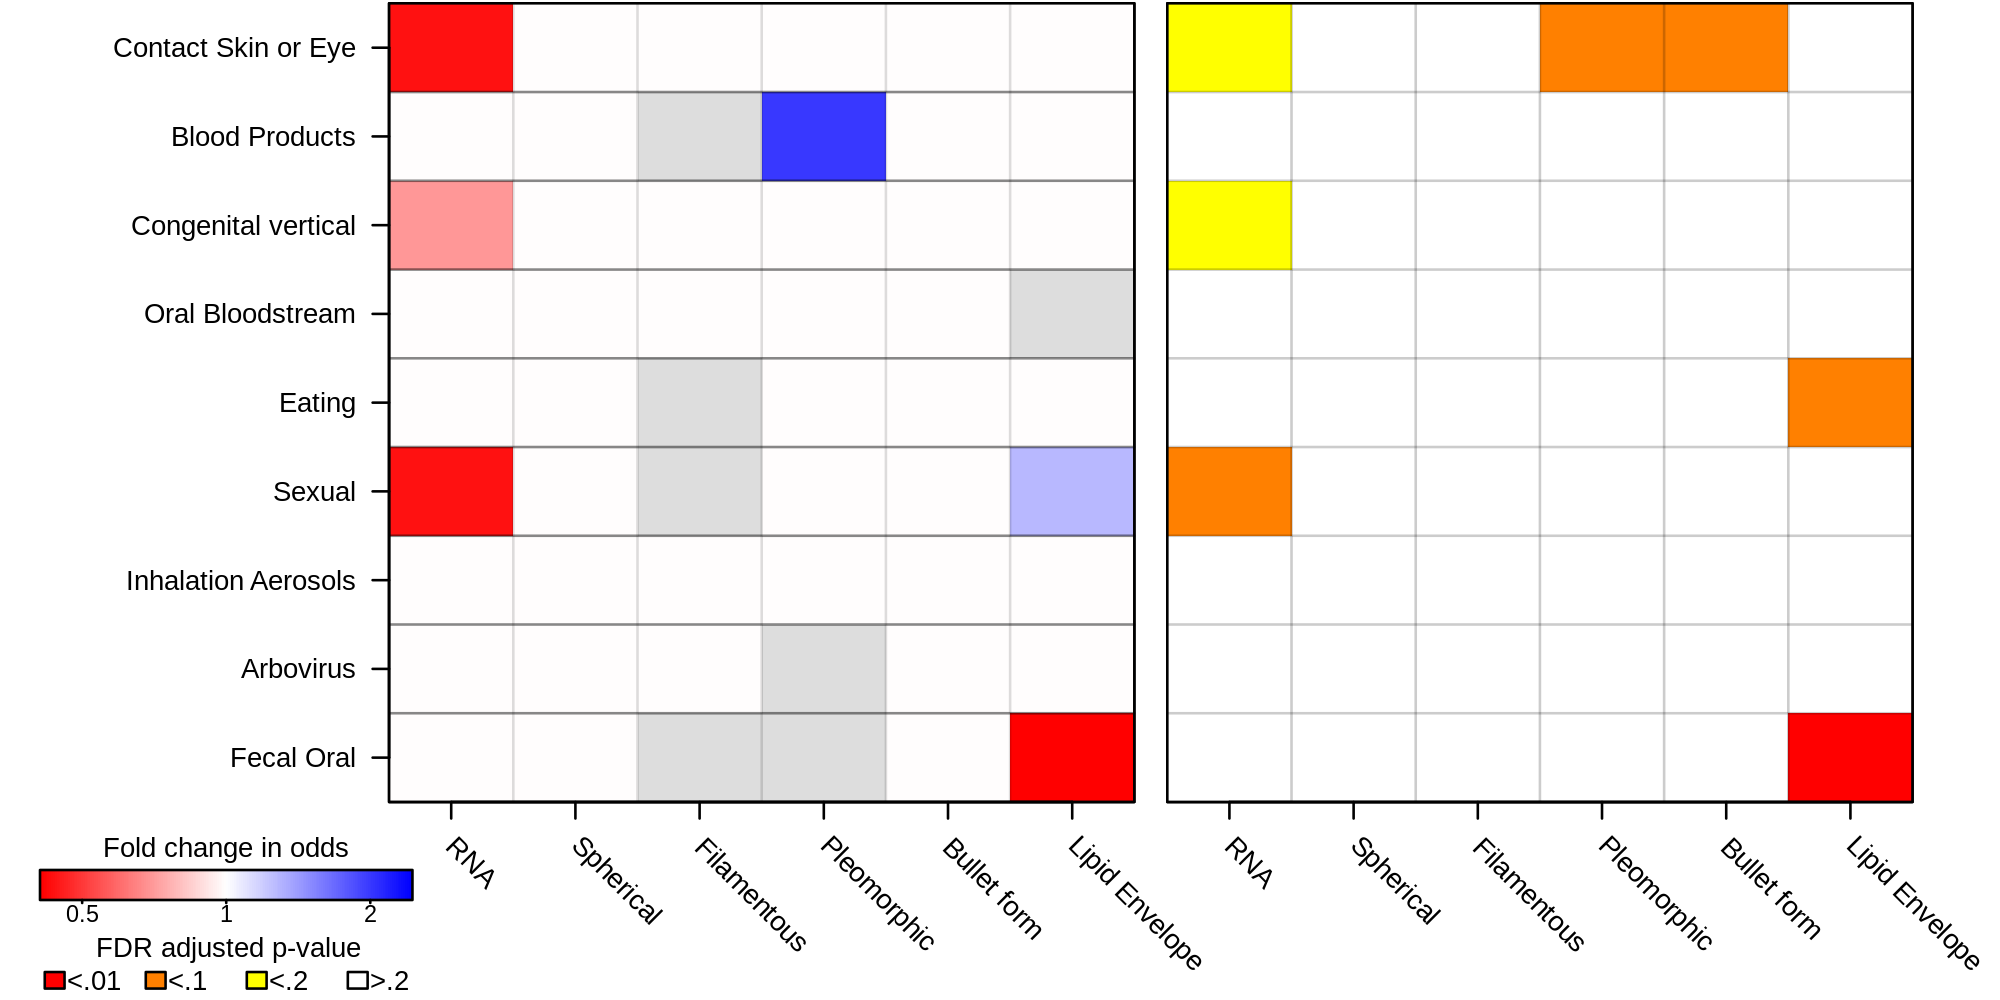 Contact Skin or Eye
Blood Products
Congenital vertical
Oral Bloodstream
Eating
Sexual
Inhalation Aerosols
Arbovirus
Fecal Oral
RNA
Spherical
Filamentous
Pleomorphic
Bullet form
Lipid Envelope
RNA
Spherical
Filamentous
Pleomorphic
Bullet form
Lipid Envelope
Fold change in odds
0.5 1 2
FDR adjusted p-value
<.01 <.1 <.2 >.2